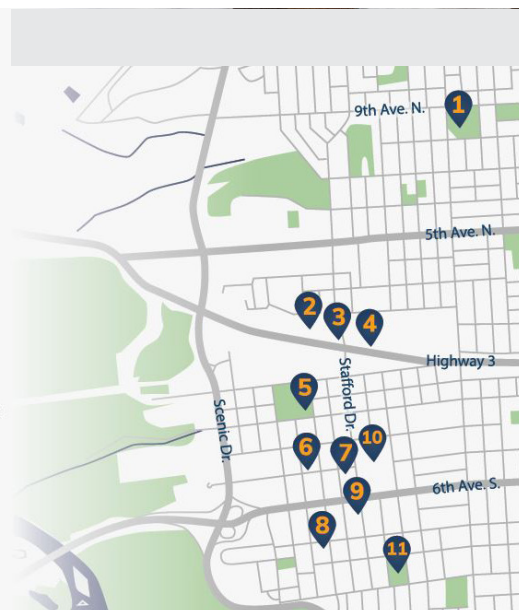 1
9th Ave. N.
5th Ave. N.
2
3
4
Highway 3
5
Stafford Dr.
Scenic Dr.
6
7
10
9
6th Ave. S.
8
11